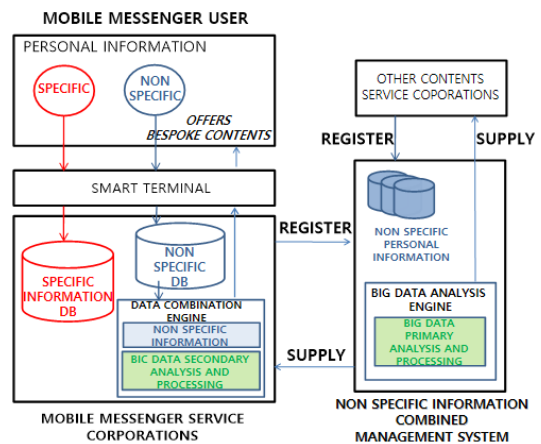 MOBILE MESSENGER USER
PERSONAL INFORMATION
SPECIFIC
NON
SPECIFIC
OFFERS
BESPOKE CONTENTS
SMART TERMINAL
SPECIFIC
INFORMATION
DB
NON
SPECIFIC
DB
DATA COMBINATION
ENGINE
NON SPECIFIC
INFORMATION
BIC DATA SECONDARY
ANALYSIS AND
PROCESSING
MOBILE MESSENGER SERVICE
CORPORATIONS
REGISTER
SUPPLY
OTHER CONTENTS
SERVICE COPORATIONS
REGISTER
SUPPLY
NON SPECIFIC
PERSONAL
INFORMATION
BIG DATA ANALYSIS
ENGINE
BIG DATA
PRIMARY
ANALYSIS AND
PROCESSING
NON SPECIFIC INFORMATION
COMBINED
MANAGEMENT SYSTEM